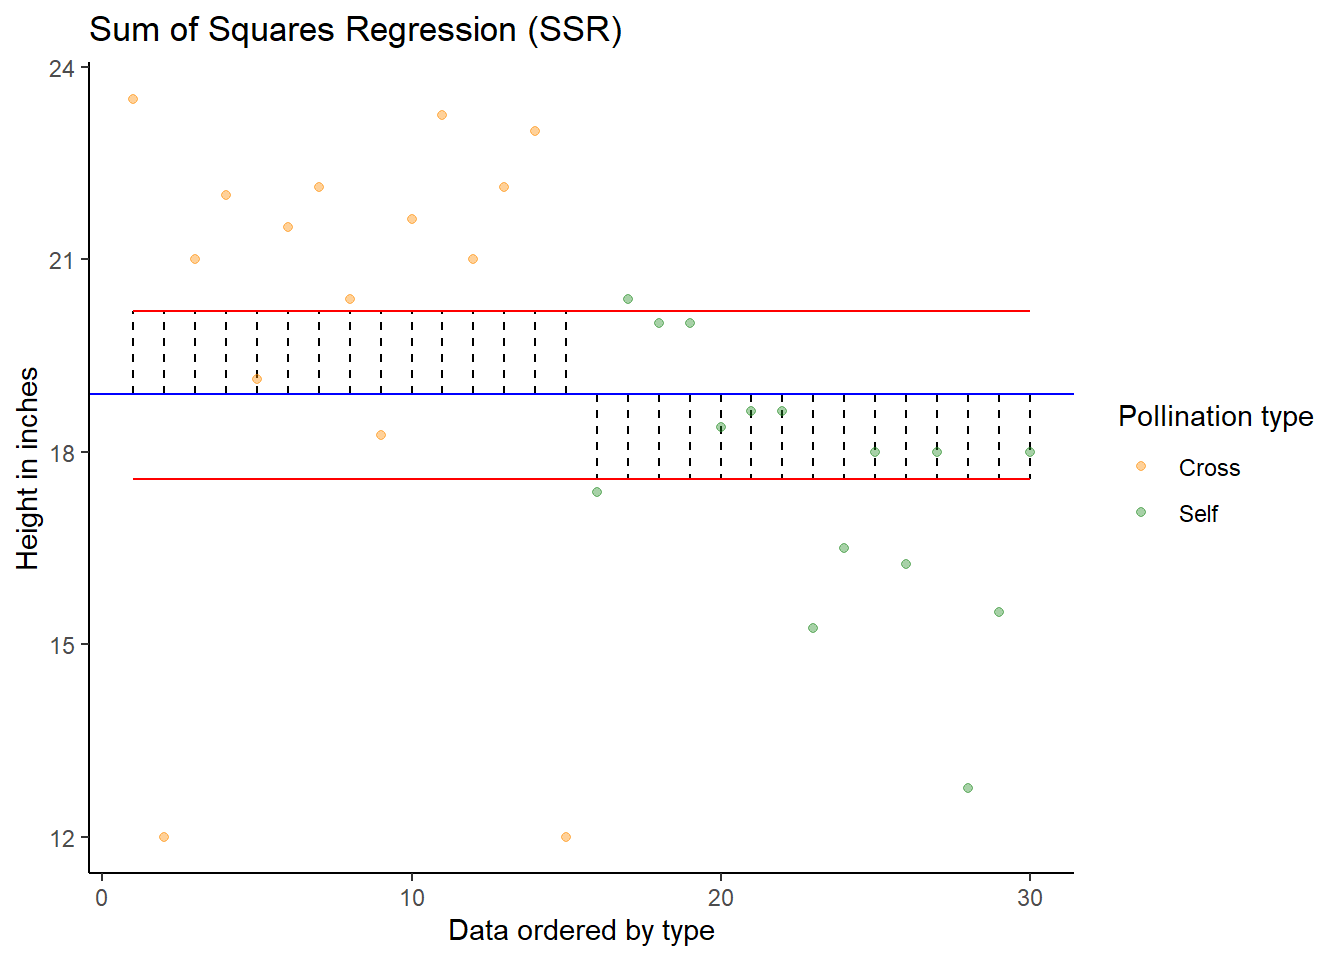 Sum of Squares Regression (SSR)
24
21
18
15
12
Height in inches
0 10 20 30
Data ordered by type
Pollination type
Cross
Self